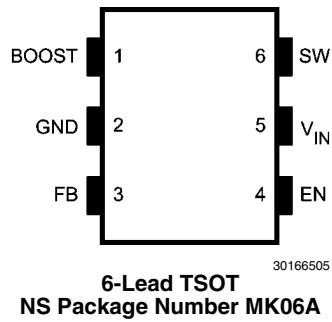 BOOST 1 6 SW
GND 2 5 VIN
FB 3 4 EN
30166505
6-Lead TSOT
NS Package Number MK06A